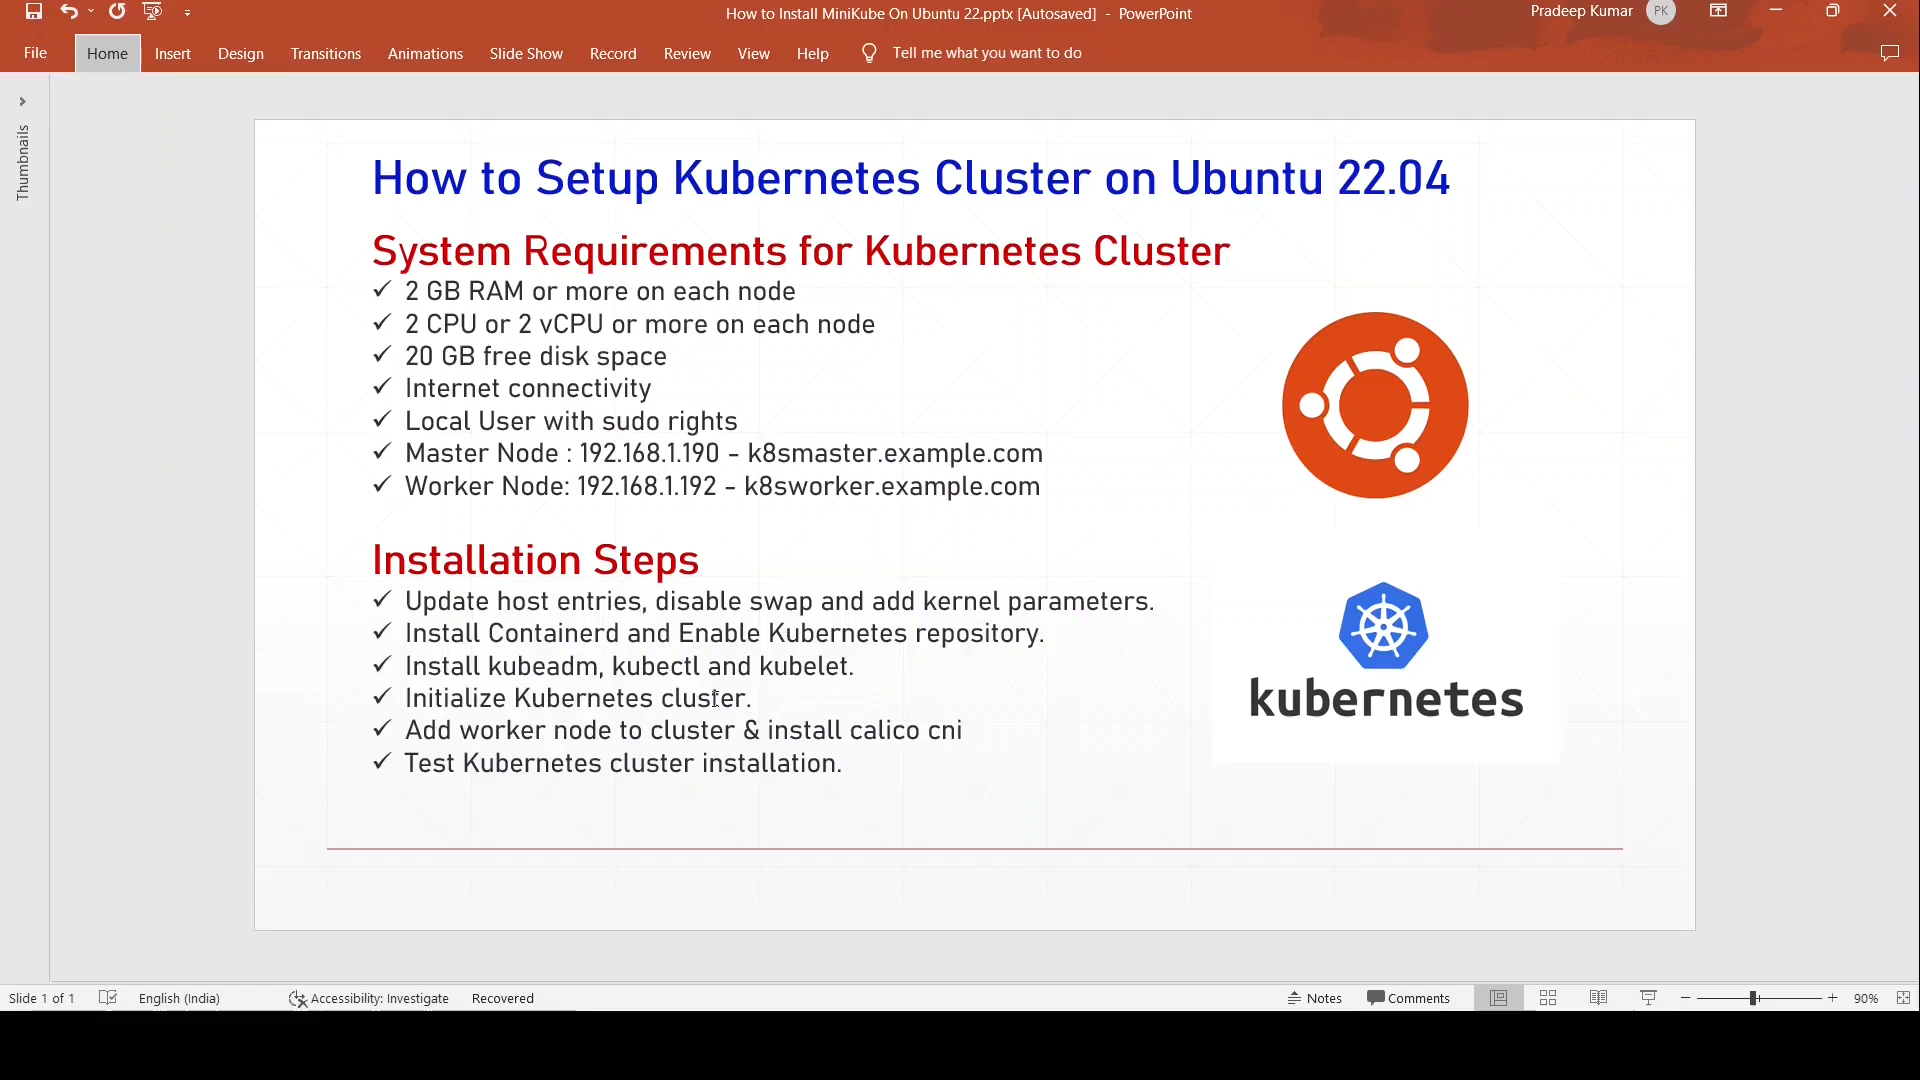 How to Install MiniKube On Ubuntu 22.pptx [Autosaved] - PowerPoint
Pradeep Kumar PK
File Home Insert Design Transitions Animations Slide Show Record Review View Help Tell me what you want to do
Thumbnails
How to Setup Kubernetes Cluster on Ubuntu 22.04
System Requirements for Kubernetes Cluster
✓ 2 GB RAM or more on each node
✓ 2 CPU or 2 vCPU or more on each node
✓ 20 GB free disk space
✓ Internet connectivity
✓ Local User with sudo rights
✓ Master Node : 192.168.1.190 - k8smaster.example.com
✓ Worker Node: 192.168.1.192 - k8sworker.example.com
Installation Steps
✓ Update host entries, disable swap and add kernel parameters.
✓ Install Containerd and Enable Kubernetes repository.
✓ Install kubeadm, kubectl and kubelet.
✓ Initialize Kubernetes cluster.
✓ Add worker node to cluster & install calico cni
✓ Test Kubernetes cluster installation.
kubernetes
Slide 1 of 1 English (India) Accessibility: Investigate Recovered Notes Comments 90%